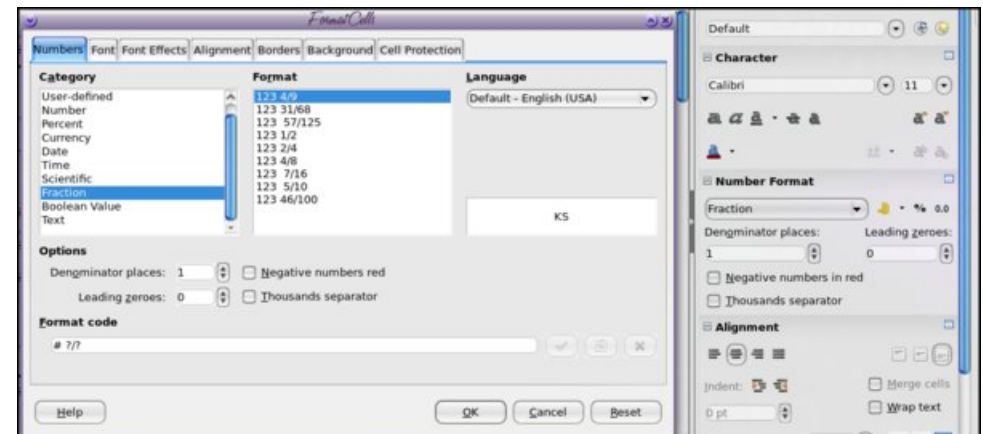 FormatCells
Numbers Font Font Effects Alignment Borders Background Cell Protection
Category
User-defined
Number
Percent
Currency
Date
Time
Scientific
Fraction
Boolean Value
Text
Format
123 4/9
123 31/68
123 57/125
123 1/2
123 2/4
123 4/8
123 7/16
123 5/10
123 46/100
Language
Default - English (USA)
KS
Options
Denominator places: 1
Negative numbers red
Leading zeroes: 0
Thousands separator
Format code
# ?/?
Help OK Cancel Reset
Default
Character
Calibri 11
a a a a a a a
Number Format
Fraction % 0.0
Denominator places: Leading zeroes:
1 0
Negative numbers in red
Thousands separator
Alignment
Indent: Merge cells
0 pt Wrap text